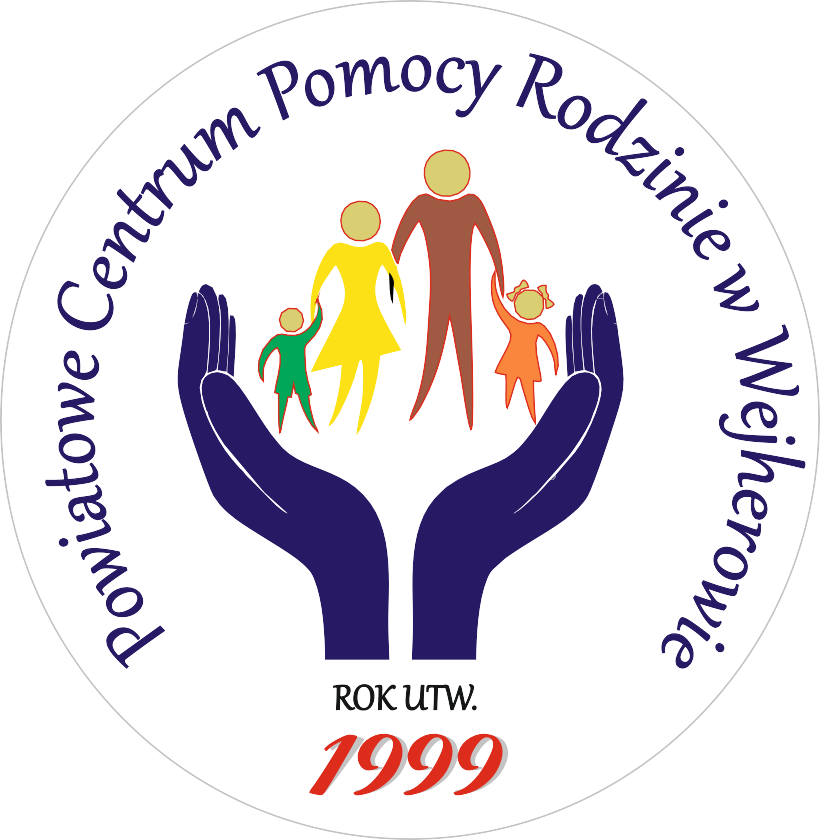 Powiatowe Centrum Pomocy Rodzinie w Wejherowie
ROK UTW.
1999